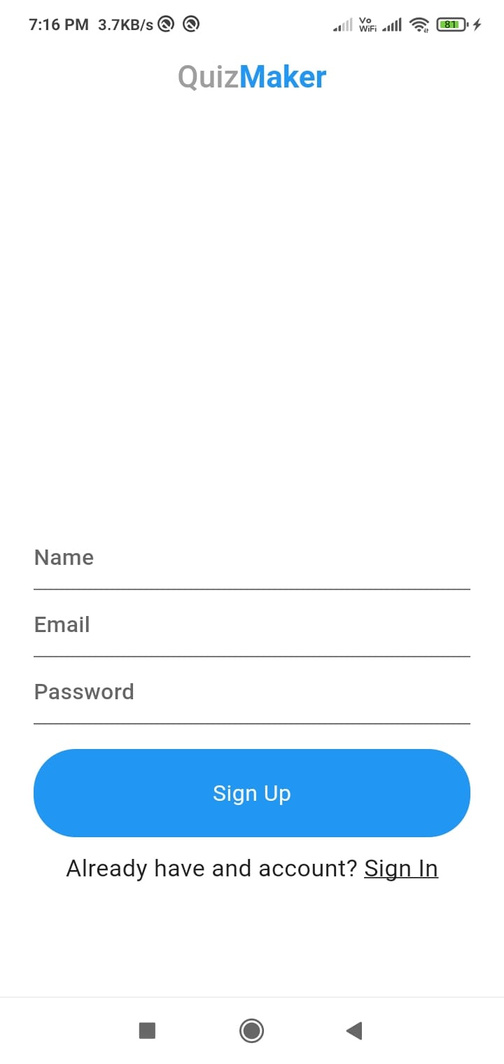 7:16 PM 3.7KB/s Vo WiFi 81
QuizMaker
Name
Email
Password
Sign Up
Already have and account? Sign In